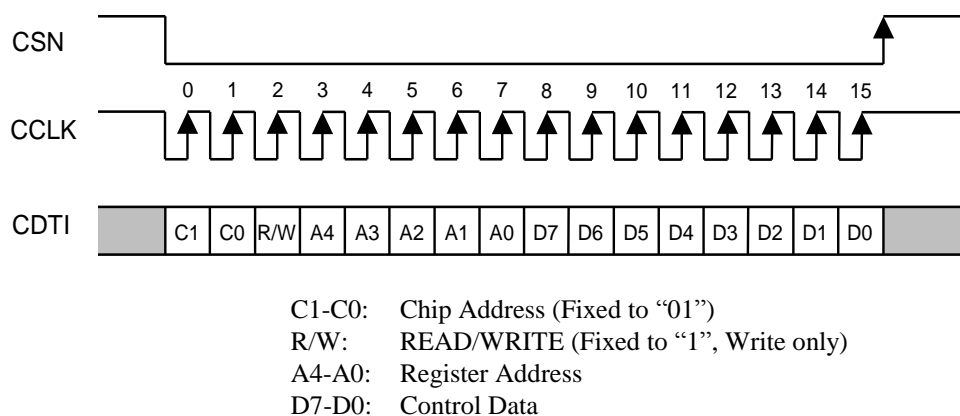 CSN
0 1 2 3 4 5 6 7 8 9 10 11 12 13 14 15
CCLK
CDTI C1 C0 R/W A4 A3 A2 A1 A0 D7 D6 D5 D4 D3 D2 D1 D0
C1-C0: Chip Address (Fixed to “01”)
R/W: READ/WRITE (Fixed to “1”, Write only)
A4-A0: Register Address
D7-D0: Control Data